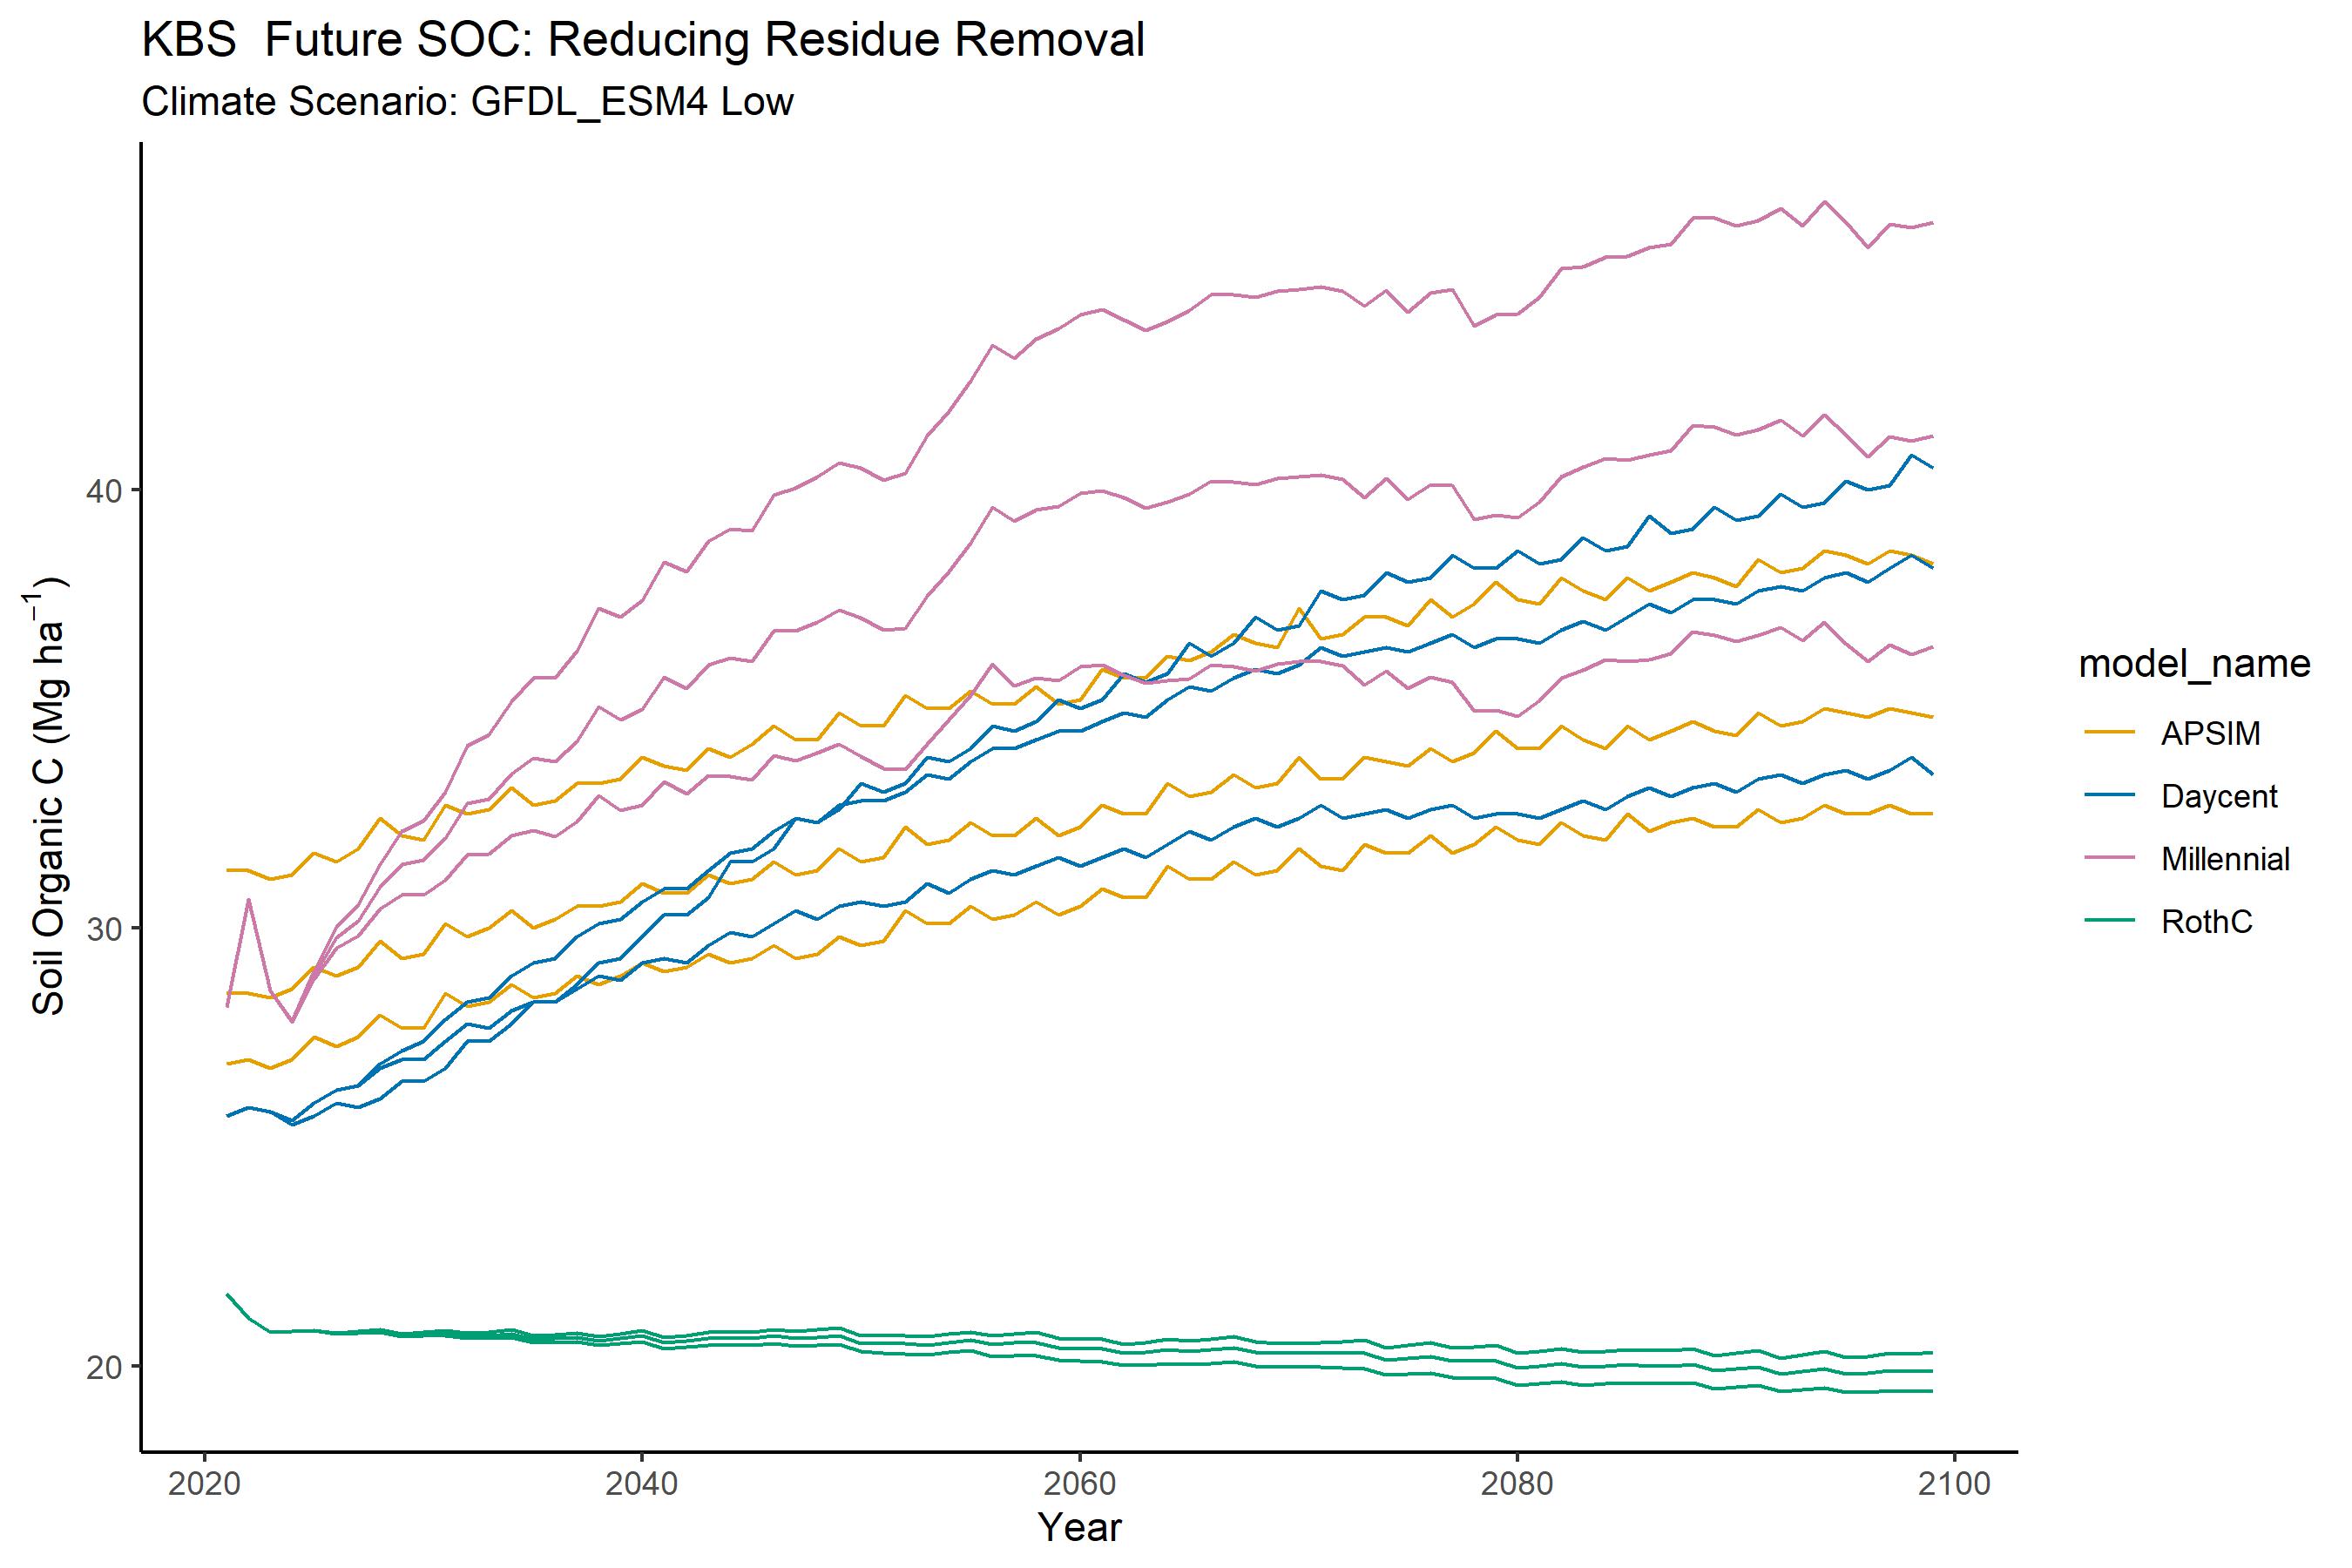 KBS  Future SOC: Reducing Residue Removal
Climate Scenario: GFDL_ESM4 Low
Soil Organic C (Mg ha⁻¹)
40
30
20
2020 2040 2060 2080 2100
Year
model_name
APSIM
Daycent
Millennial
RothC